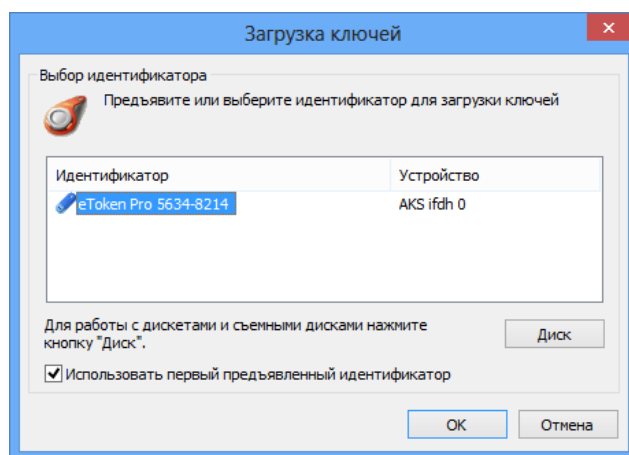 Загрузка ключей
Выбор идентификатора
Предъявите или выберите идентификатор для загрузки ключей
Идентификатор Устройство
eToken Pro 5634-8214 AKS ifdh 0
Для работы с дискетами и съемными дисками нажмите
кнопку "Диск".
Диск
Использовать первый предъявленный идентификатор
ОК Отмена